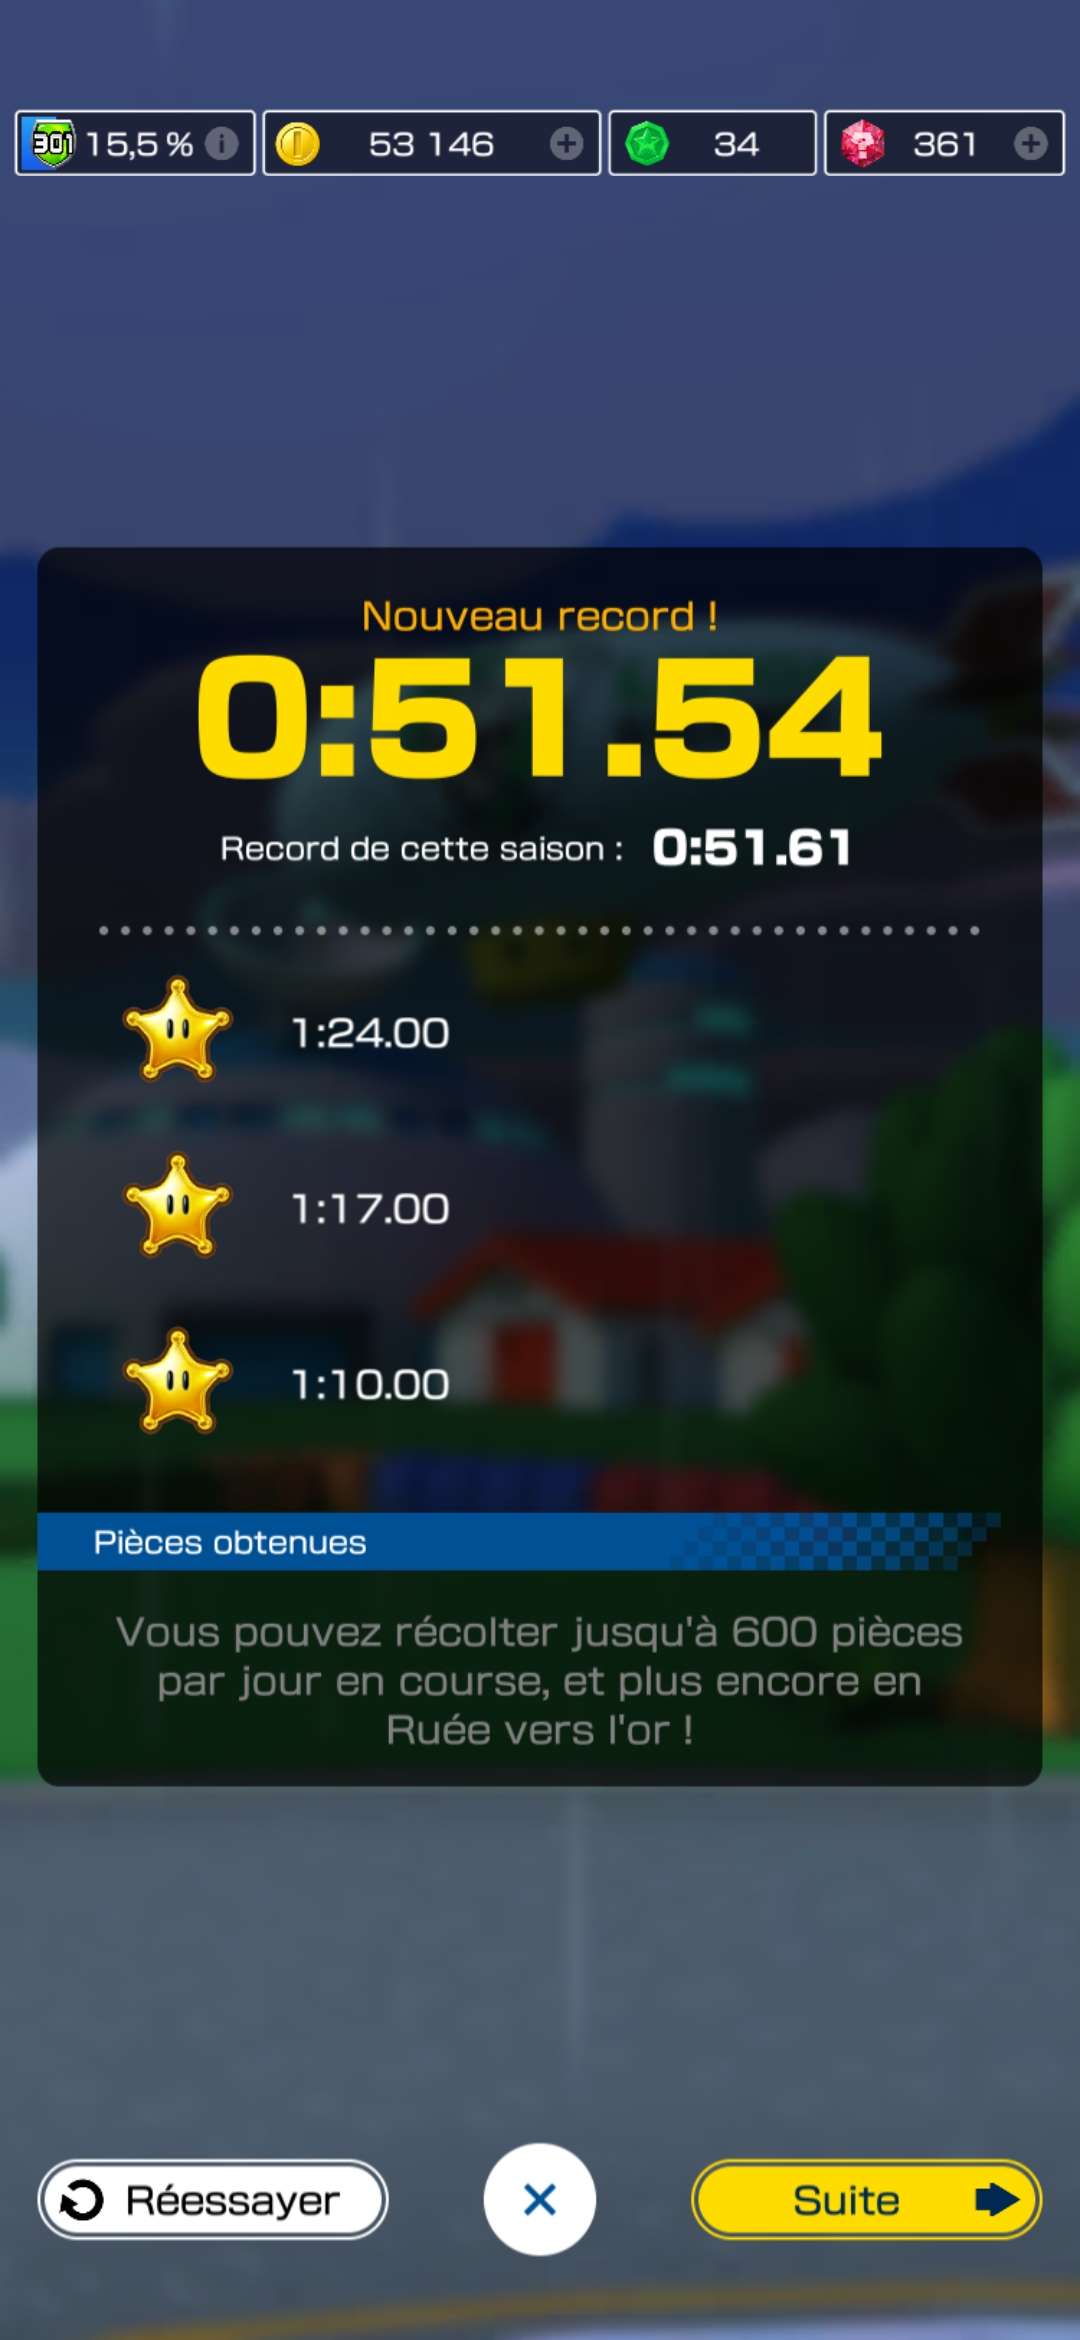 301 15,5 % 53 146 34 361
Nouveau record !
0:51.54
Record de cette saison : 0:51.61
1:24.00
1:17.00
1:10.00
Pièces obtenues
Vous pouvez récolter jusqu'à 600 pièces
par jour en course, et plus encore en
Ruée vers l'or !
Réessayer Suite